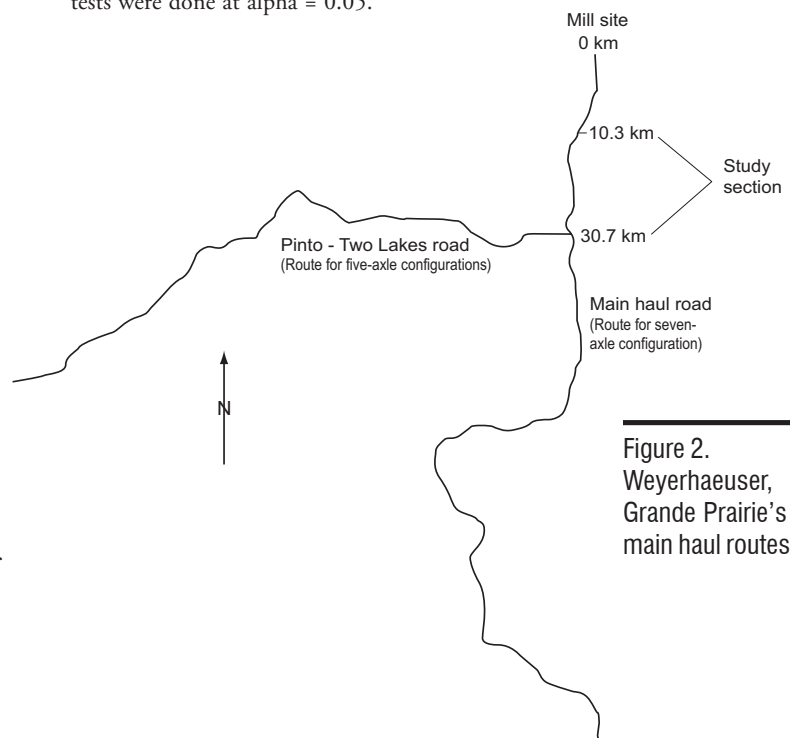 tests were done at alpha = 0.05.
Mill site
0 km
10.3 km
Study
section
30.7 km
Pinto - Two Lakes road
(Route for five-axle configurations)
Main haul road
(Route for seven-
axle configuration)
N
Figure 2.
Weyerhaeuser,
Grande Prairie's
main haul routes